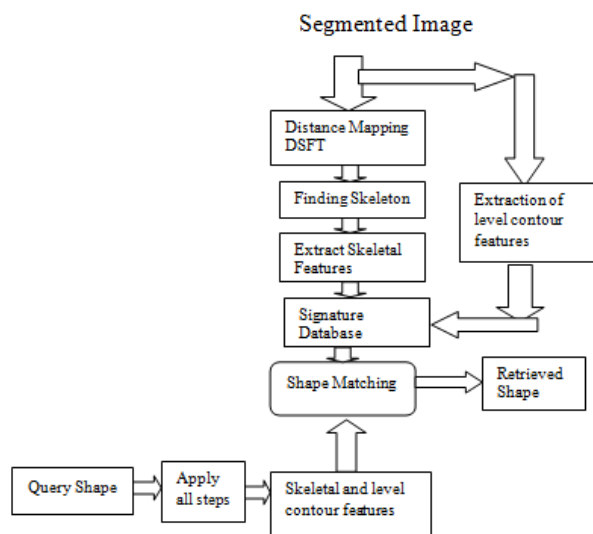 Segmented Image
Distance Mapping
DSFT
Finding Skeleton
Extraction of
level contour
features
Extract Skeletal
Features
Signature
Database
Shape Matching
Retrieved
Shape
Query Shape
Apply
all steps
Skeletal and level
contour features